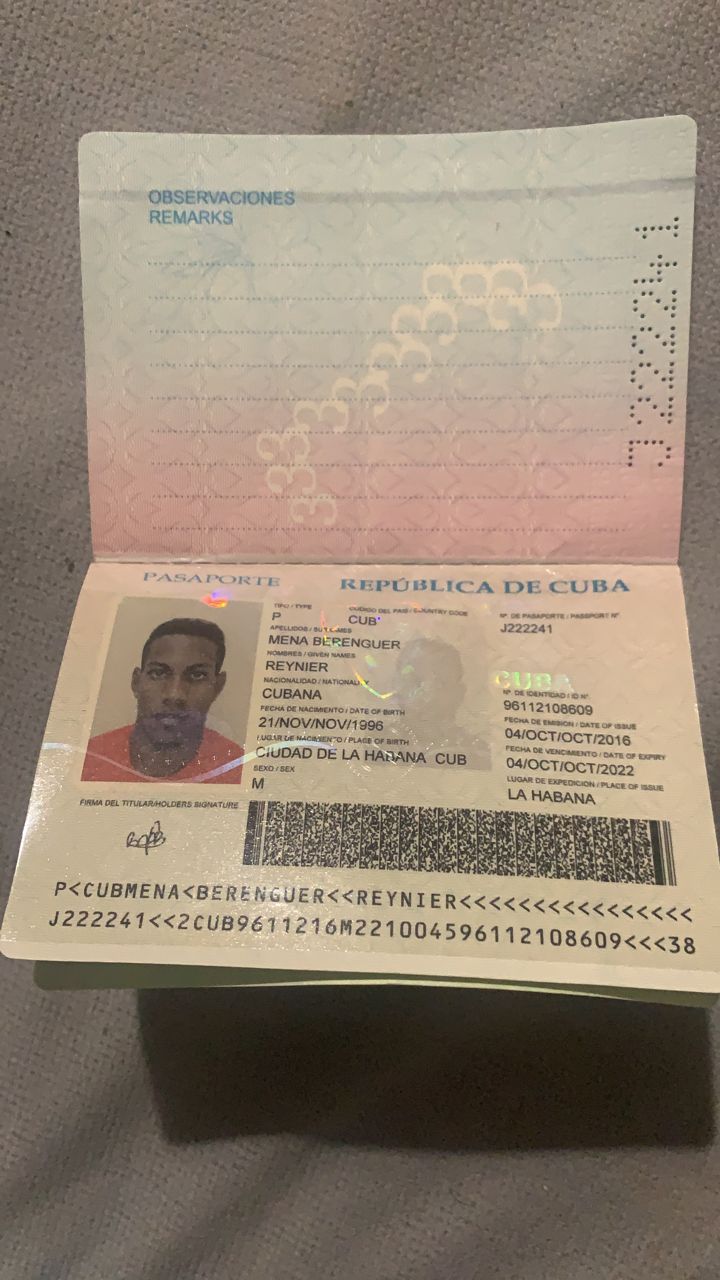 OBSERVACIONES
REMARKS
J222241
PASAPORTE
REPÚBLICA DE CUBA
TIPO / TYPE
P
CODIGO DEL PAIS / COUNTRY CODE
CUB
Nº DE PASAPORTE / PASSPORT Nº
J222241
APELLIDOS / SURNAMES
MENA BERENGUER
NOMBRES / GIVEN NAMES
REYNIER
NACIONALIDAD / NATIONALITY
CUBANA
FECHA DE NACIMIENTO / DATE OF BIRTH
21/NOV/NOV/1996
LUGAR DE NACIMIENTO / PLACE OF BIRTH
CIUDAD DE LA HABANA CUB
SEXO / SEX
M
CUBA
Nº DE IDENTIDAD / ID Nº
96112108609
FECHA DE EMISION / DATE OF ISSUE
04/OCT/OCT/2016
FECHA DE VENCIMIENTO / DATE OF EXPIRY
04/OCT/OCT/2022
LUGAR DE EXPEDICION / PLACE OF ISSUE
LA HABANA
FIRMA DEL TITULAR/HOLDERS SIGNATURE
P<CUBMENA<BERENGUER<<REYNIER<<<<<<<<<<<<<<<<
J222241<<2CUB9611216M221004596112108609<<<38